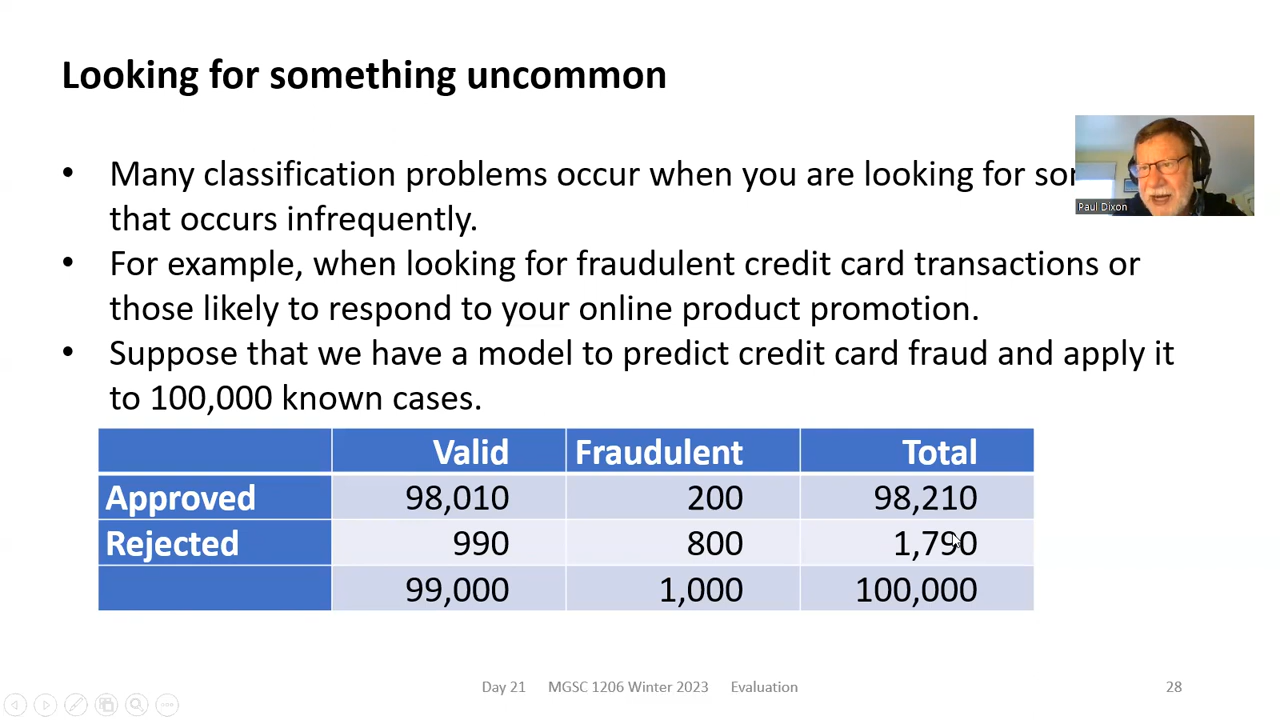 Looking for something uncommon
• Many classification problems occur when you are looking for
that occurs infrequently.
• For example, when looking for fraudulent credit card transactions or
those likely to respond to your online product promotion.
• Suppose that we have a model to predict credit card fraud and apply it
to 100,000 known cases.
Paul Dixon
Valid Fraudulent Total
Approved 98,010 200 98,210
Rejected 990 800 1,790
99,000 1,000 100,000
Day 21 MGSC 1206 Winter 2023 Evaluation
28